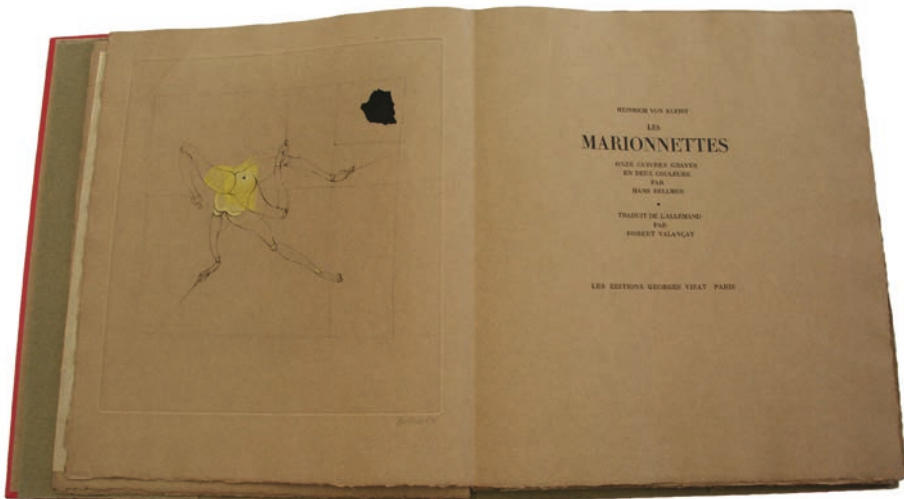 HEINRICH VON KLEIST
LES
MARIONNETTES
ONZE CUIVRES GRAVÉS
EN DEUX COULEURS
PAR
HANS BELLMER
TRADUIT DE L'ALLEMAND
PAR
ROBERT VALANÇAY
LES ÉDITIONS GEORGES VISAT PARIS